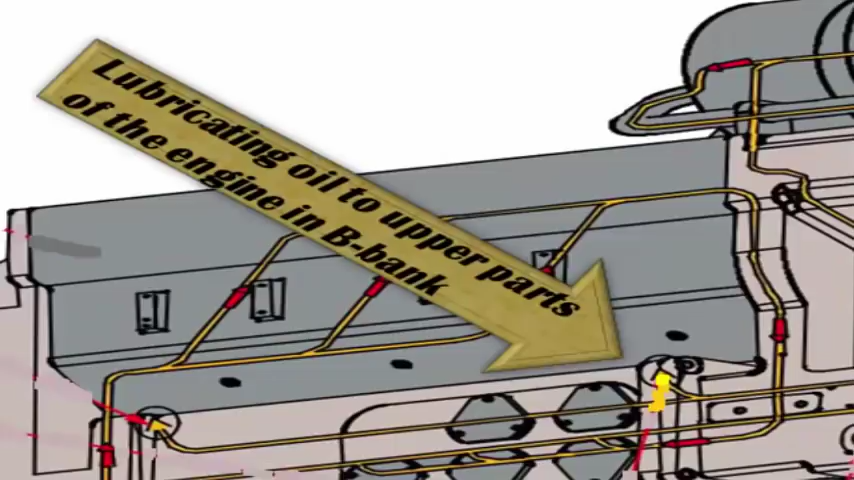 Lubricating oil to upper parts
of the engine in B-bank